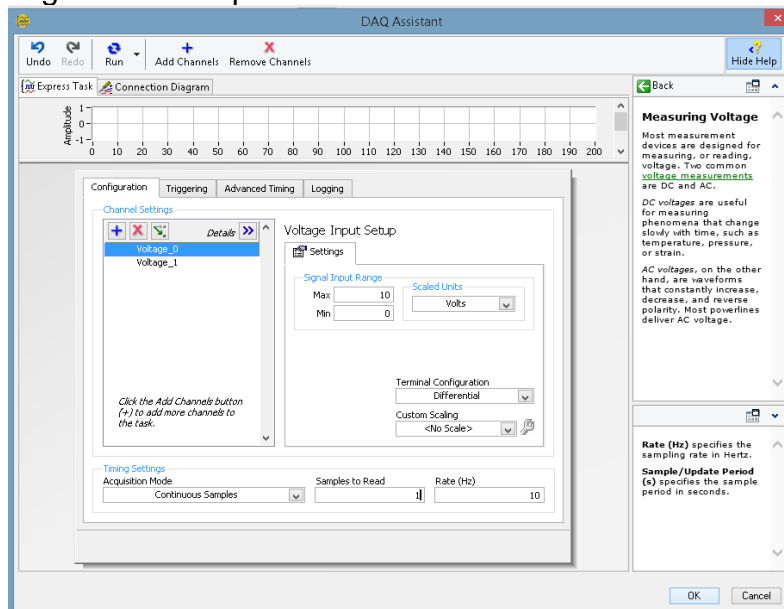 DAQ Assistant
Undo Redo Run Add Channels Remove Channels Hide Help
Express Task Connection Diagram
Amplitude
1
0
-1
0 10 20 30 40 50 60 70 80 90 100 110 120 130 140 150 160 170 180 190 200
Configuration Triggering Advanced Timing Logging
Channel Settings
Details
Voltage_0
Voltage_1
Click the Add Channels button
(+) to add more channels to
the task.
Voltage Input Setup
Settings
Signal Input Range
Max 10
Min 0
Scaled Units
Volts
Terminal Configuration
Differential
Custom Scaling
<No Scale>
Timing Settings
Acquisition Mode Samples to Read Rate (Hz)
Continuous Samples 1 10
Back
Measuring Voltage
Most measurement
devices are designed for
measuring, or reading,
voltage. Two common
voltage measurements
are DC and AC.
DC voltages are useful
for measuring
phenomena that change
slowly with time, such as
temperature, pressure,
or strain.
AC voltages, on the other
hand, are waveforms
that constantly increase,
decrease, and reverse
polarity. Most powerlines
deliver AC voltage.
Rate (Hz) specifies the
sampling rate in Hertz.
Sample/Update Period
(s) specifies the sample
period in seconds.
OK Cancel